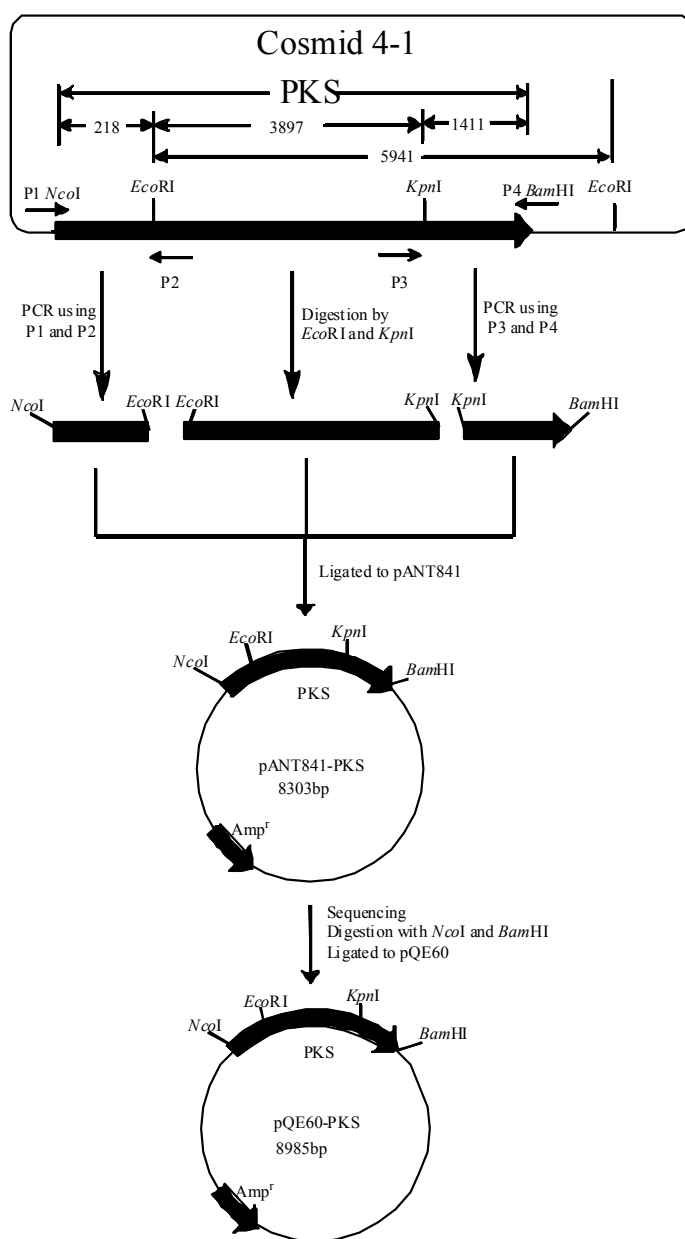 Cosmid 4-1
PKS
218
3897
1411
5941
P1 NcoI
EcoRI
KpnI
P4 BamHI
EcoRI
P2
P3
PCR using
P1 and P2
Digestion by
EcoRI and KpnI
PCR using
P3 and P4
NcoI
EcoRI
EcoRI
KpnI
KpnI
BamHI
Ligated to pANT841
NcoI
EcoRI
KpnI
BamHI
PKS
pANT841-PKS
8303bp
Ampr
Sequencing
Digestion with NcoI and BamHI
Ligated to pQE60
NcoI
EcoRI
KpnI
BamHI
PKS
pQE60-PKS
8985bp
Ampr